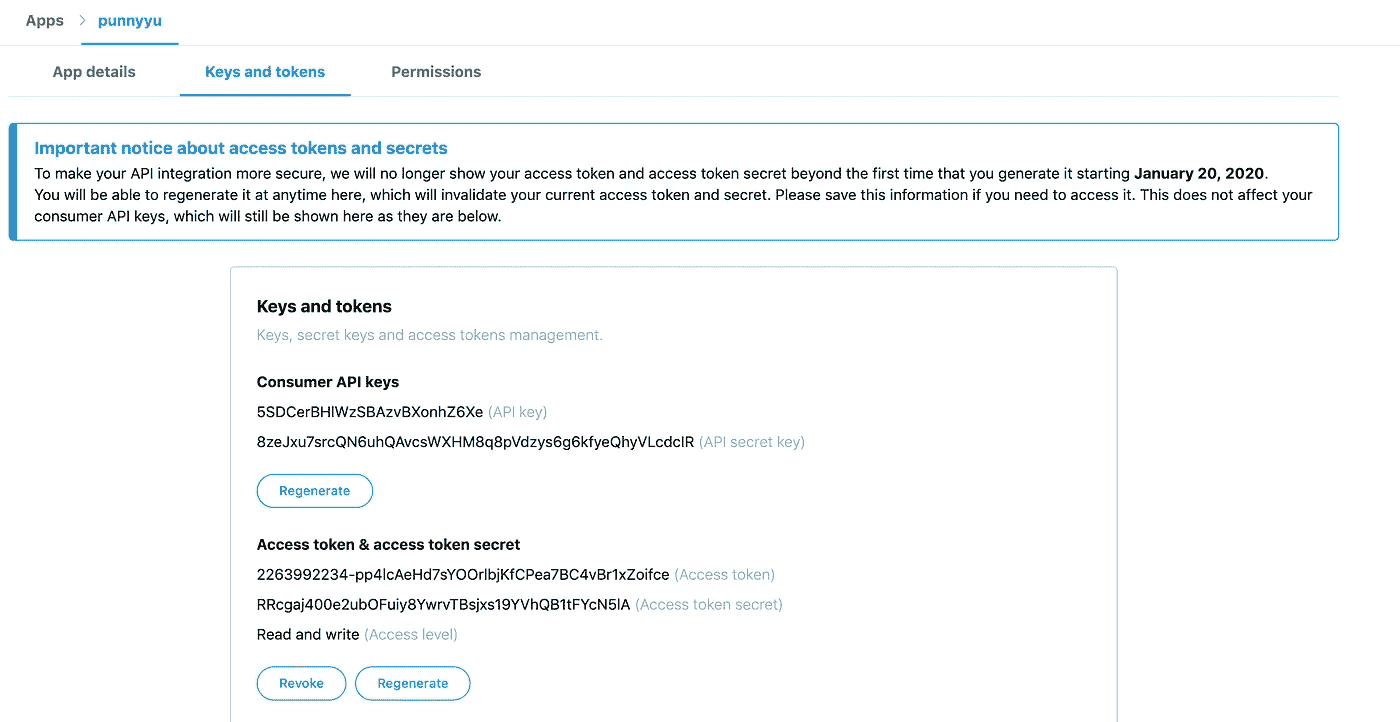 Apps > punnyyu
App details Keys and tokens Permissions
Important notice about access tokens and secrets
To make your API integration more secure, we will no longer show your access token and access token secret beyond the first time that you generate it starting January 20, 2020.
You will be able to regenerate it at anytime here, which will invalidate your current access token and secret. Please save this information if you need to access it. This does not affect your
consumer API keys, which will still be shown here as they are below.
Keys and tokens
Keys, secret keys and access tokens management.
Consumer API keys
5SDCerBHlWzSBAzvBXonhZ6Xe (API key)
8zeJxu7srcQN6uhQAvcsWXHM8q8pVdzys6g6kfyeQhyVLcdclR (API secret key)
Regenerate
Access token & access token secret
2263992234-pp4lcAeHd7sYOOrlbjKfCPea7BC4vBr1xZoifce (Access token)
RRcgaj400e2ubOFuiy8YwrvTBsjxs19YVhQB1tFYcN5lA (Access token secret)
Read and write (Access level)
Revoke Regenerate